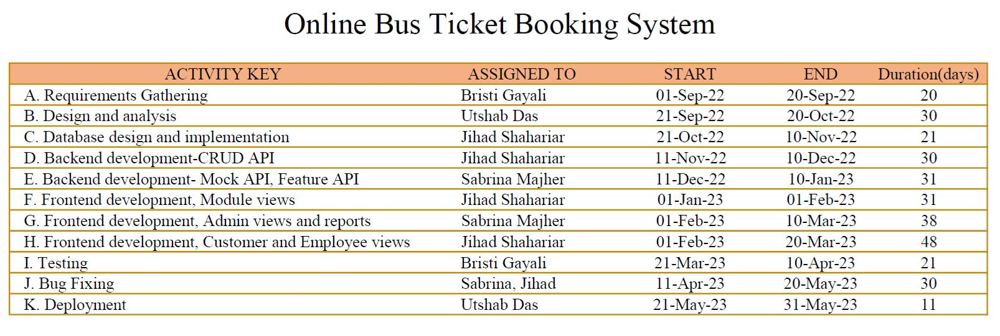 Online Bus Ticket Booking System
ACTIVITY KEY ASSIGNED TO START END Duration(days)
A. Requirements Gathering Bristi Gayali 01-Sep-22 20-Sep-22 20
B. Design and analysis Utshab Das 21-Sep-22 20-Oct-22 30
C. Database design and implementation Jihad Shahariar 21-Oct-22 10-Nov-22 21
D. Backend development-CRUD API Jihad Shahariar 11-Nov-22 10-Dec-22 30
E. Backend development- Mock API, Feature API Sabrina Majher 11-Dec-22 10-Jan-23 31
F. Frontend development, Module views Jihad Shahariar 01-Jan-23 01-Feb-23 31
G. Frontend development, Admin views and reports Sabrina Majher 01-Feb-23 10-Mar-23 38
H. Frontend development, Customer and Employee views Jihad Shahariar 01-Feb-23 20-Mar-23 48
I. Testing Bristi Gayali 21-Mar-23 10-Apr-23 21
J. Bug Fixing Sabrina, Jihad 11-Apr-23 20-May-23 30
K. Deployment Utshab Das 21-May-23 31-May-23 11